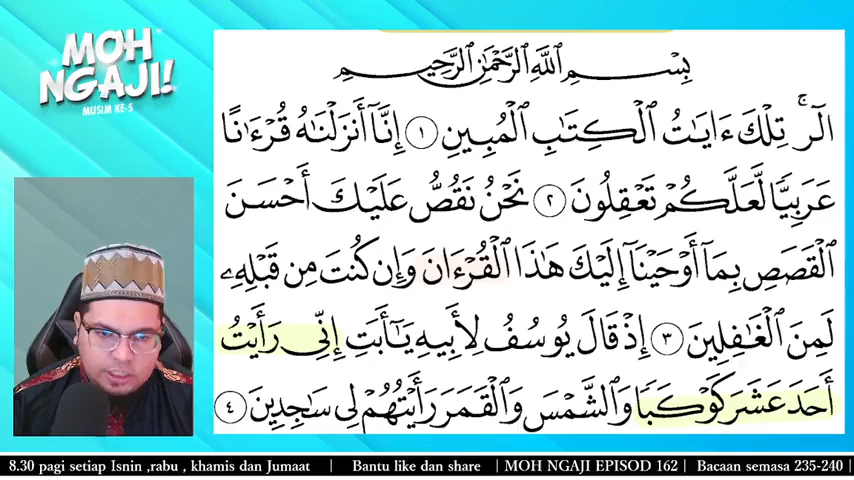 MOH
NGAJI!
MUSIM KE-5
بِسْمِ ٱللَّهِ ٱلرَّحْمَٰنِ ٱلرَّحِيمِ
الٓرۚ تِلْكَ ءَايَٰتُ ٱلْكِتَٰبِ ٱلْمُبِينِ ١ إِنَّآ أَنزَلْنَٰهُ قُرْءَٰنًا
عَرَبِيًّا لَّعَلَّكُمْ تَعْقِلُونَ ٢ نَحْنُ نَقُصُّ عَلَيْكَ أَحْسَنَ
ٱلْقَصَصِ بِمَآ أَوْحَيْنَآ إِلَيْكَ هَٰذَا ٱلْقُرْءَانَ وَإِن كُنتَ مِن قَبْلِهِۦ
لَمِنَ ٱلْغَٰفِلِينَ ٣ إِذْ قَالَ يُوسُفُ لِأَبِيهِ يَٰٓأَبَتِ إِنِّي رَأَيْتُ
أَحَدَ عَشَرَ كَوْكَبًا وَٱلشَّمْسَ وَٱلْقَمَرَ رَأَيْتُهُمْ لِي سَٰجِدِينَ ٤
8.30 pagi setiap Isnin ,rabu , khamis dan Jumaat | Bantu like dan share | MOH NGAJI EPISOD 162 | Bacaan semasa 235-240 |